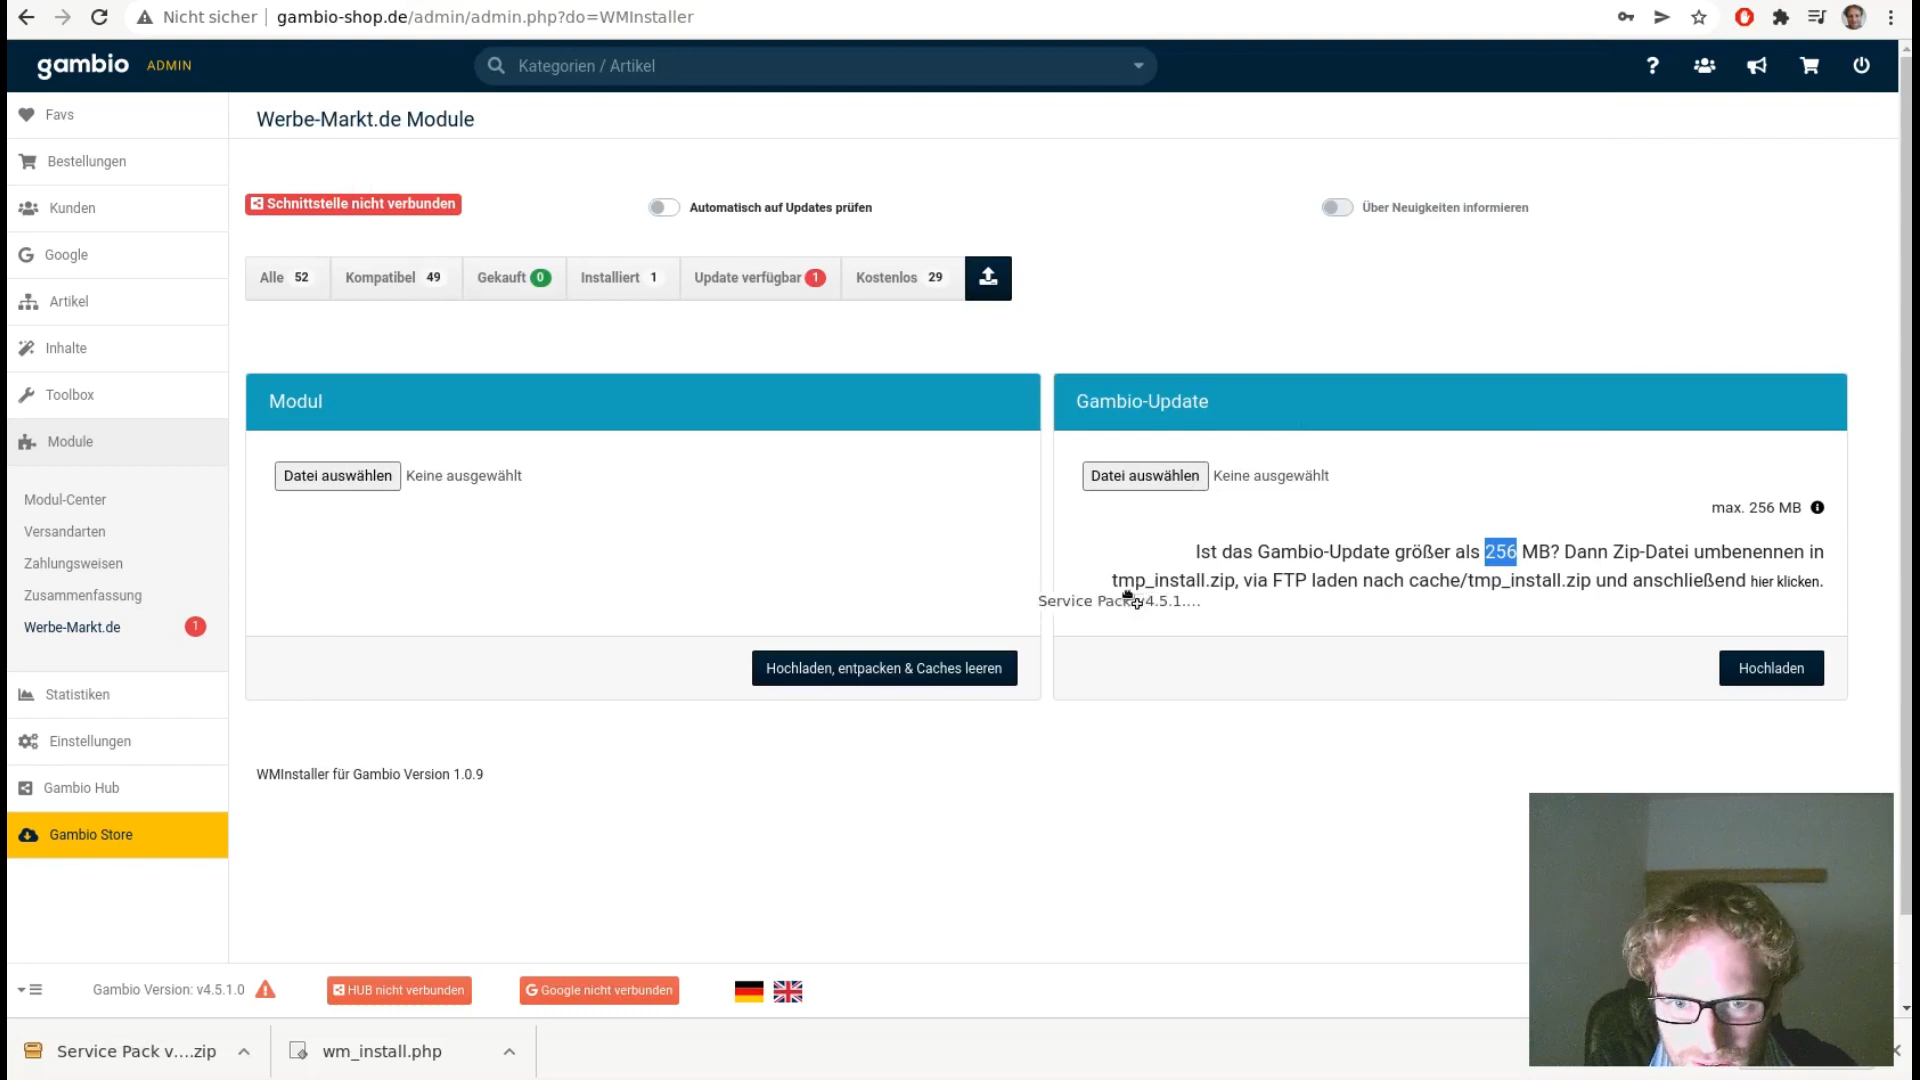 Nicht sicher gambio-shop.de/admin/admin.php?do=WMInstaller
gambio ADMIN
Kategorien / Artikel
Favs
Bestellungen
Kunden
Google
Artikel
Inhalte
Toolbox
Module
Modul-Center
Versandarten
Zahlungsweisen
Zusammenfassung
Werbe-Markt.de 1
Statistiken
Einstellungen
Gambio Hub
Gambio Store
Werbe-Markt.de Module
Schnittstelle nicht verbunden
Automatisch auf Updates prüfen
Über Neuigkeiten informieren
Alle 52 Kompatibel 49 Gekauft 0 Installiert 1 Update verfügbar 1 Kostenlos 29
Modul
Datei auswählen Keine ausgewählt
Hochladen, entpacken & Caches leeren
Gambio-Update
Datei auswählen Keine ausgewählt
max. 256 MB
Ist das Gambio-Update größer als 256 MB? Dann Zip-Datei umbenennen in
tmp_install.zip, via FTP laden nach cache/tmp_install.zip und anschließend hier klicken.
Service Pack v4.5.1....
Hochladen
WMInstaller für Gambio Version 1.0.9
Gambio Version: v4.5.1.0
HUB nicht verbunden
Google nicht verbunden
Service Pack v....zip
wm_install.php